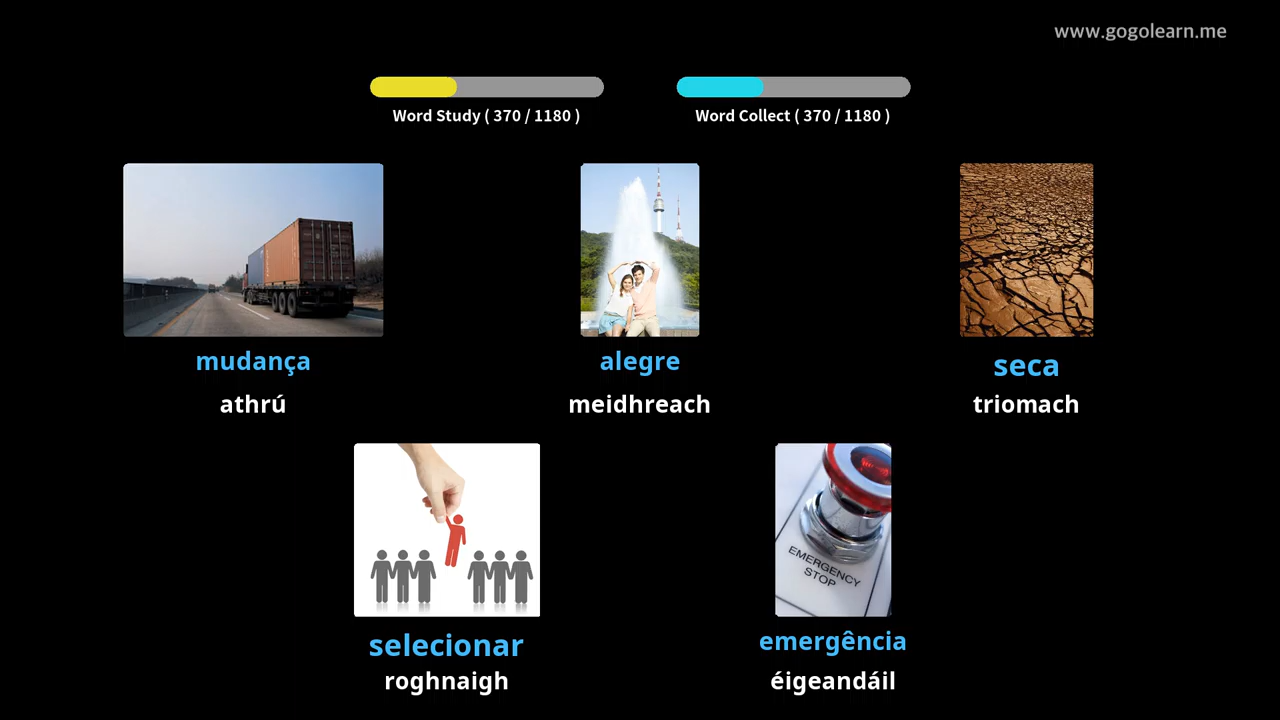 www.gogolearn.me
Word Study ( 370 / 1180 )
Word Collect ( 370 / 1180 )
mudança
alegre
seca
athrú
meidhreach
triomach
EMERGENCY
STOP
selecionar
emergência
roghnaigh
éigeandáil